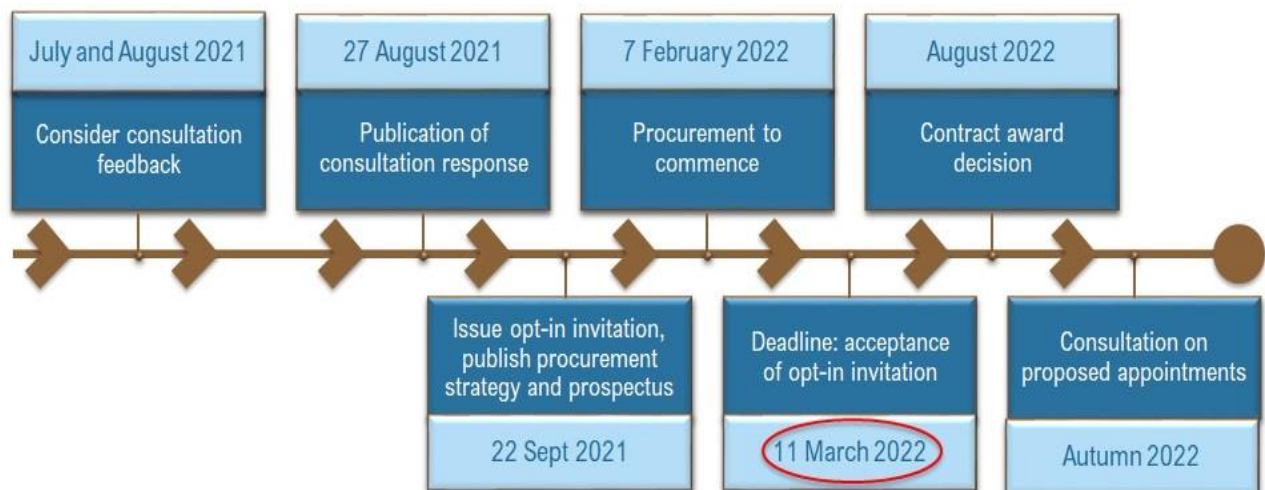 July and August 2021
Consider consultation
feedback
27 August 2021
Publication of
consultation response
7 February 2022
Procurement to
commence
August 2022
Contract award
decision
Issue opt-in invitation,
publish procurement
strategy and prospectus
22 Sept 2021
Deadline: acceptance
of opt-in invitation
11 March 2022
Consultation on
proposed appointments
Autumn 2022